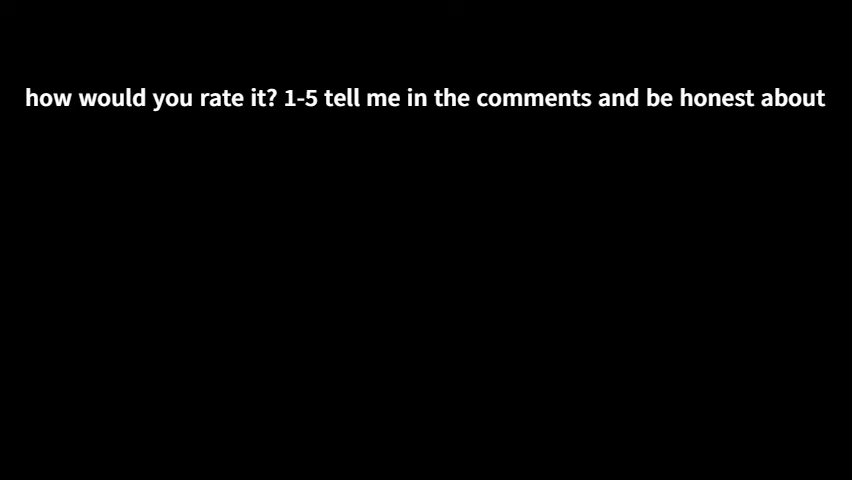 how would you rate it? 1-5 tell me in the comments and be honest about